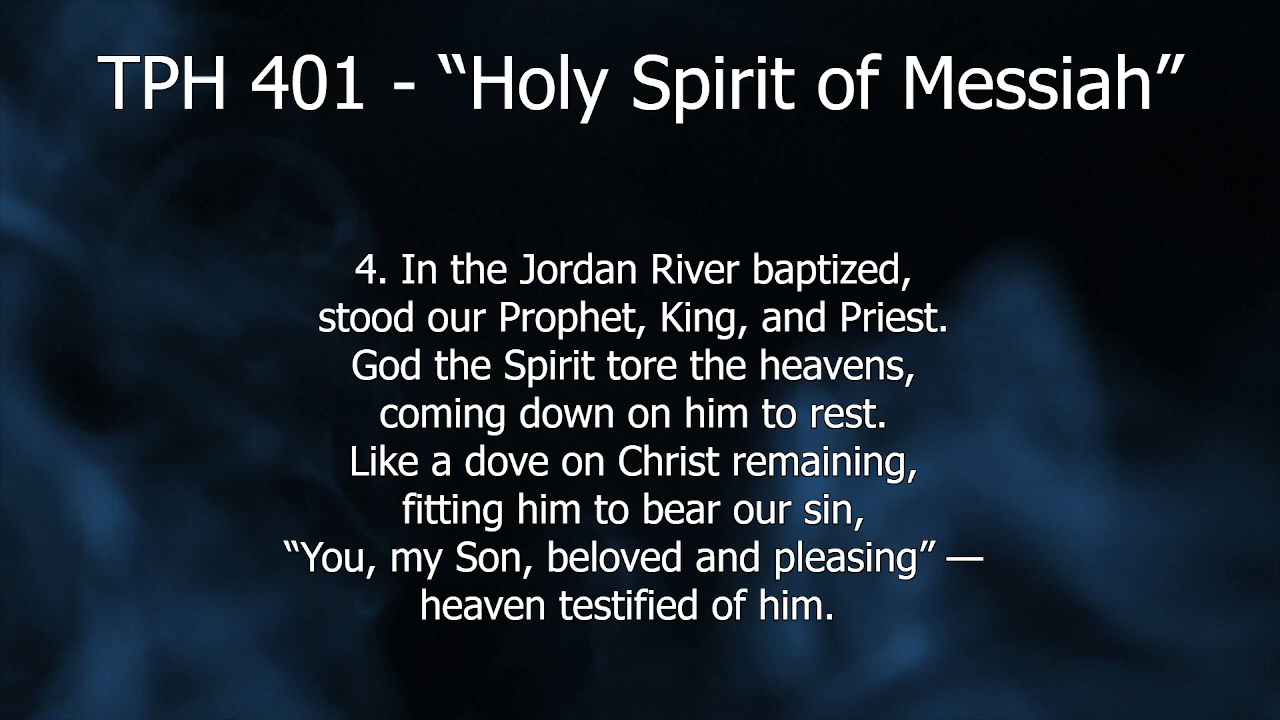 TPH 401 - “Holy Spirit of Messiah”
4. In the Jordan River baptized,
stood our Prophet, King, and Priest.
God the Spirit tore the heavens,
coming down on him to rest.
Like a dove on Christ remaining,
fitting him to bear our sin,
“You, my Son, beloved and pleasing” —
heaven testified of him.